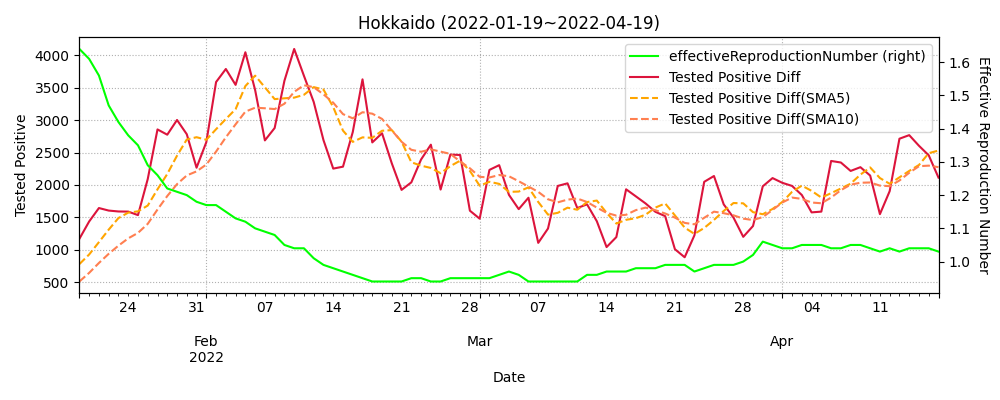 Hokkaido (2022-01-19~2022-04-19)
effectiveReproductionNumber (right)
Tested Positive Diff
Tested Positive Diff(SMA5)
Tested Positive Diff(SMA10)
Tested Positive
4000
3500
3000
2500
2000
1500
1000
500
1.6
1.5
1.4
1.3
1.2
1.1
1.0
Effective Reproduction Number
24 31 07 14 21 28 07 14 21 28 04 11
Feb Mar Apr
2022
Date